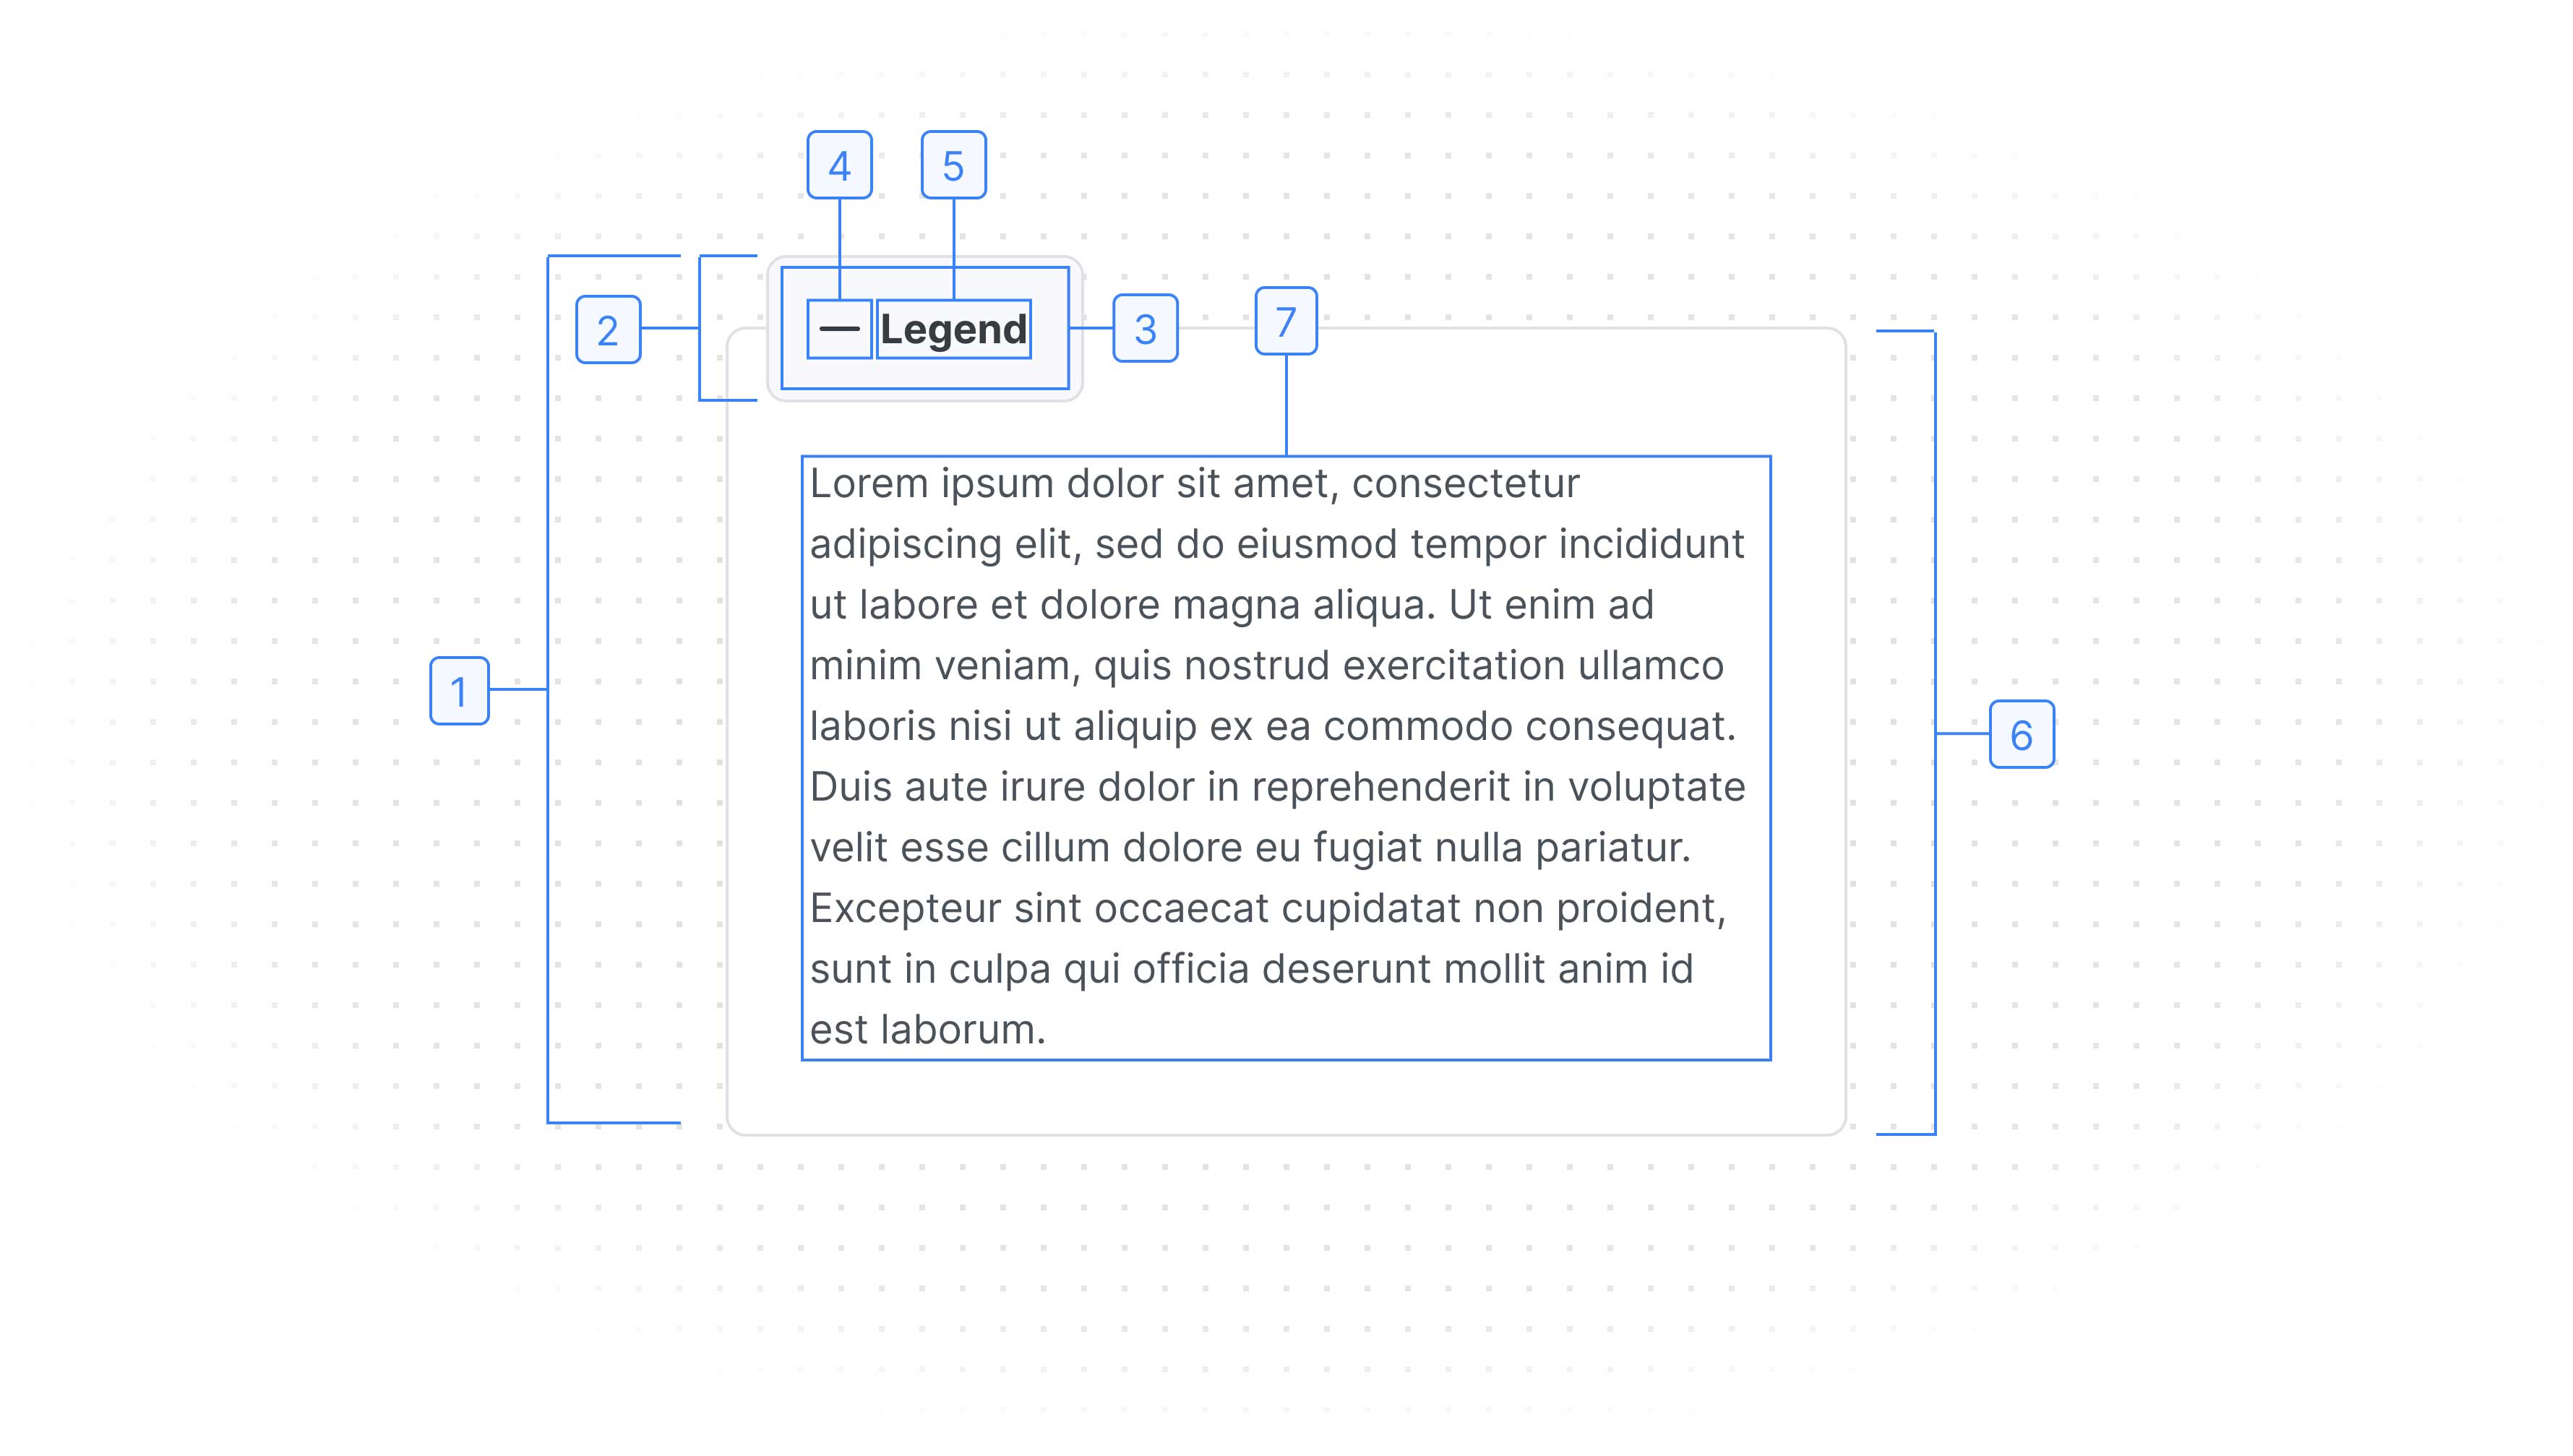 4 5
2 — Legend 3 7
Lorem ipsum dolor sit amet, consectetur
adipiscing elit, sed do eiusmod tempor incididunt
ut labore et dolore magna aliqua. Ut enim ad
minim veniam, quis nostrud exercitation ullamco
1
laboris nisi ut aliquip ex ea commodo consequat.
6
Duis aute irure dolor in reprehenderit in voluptate
velit esse cillum dolore eu fugiat nulla pariatur.
Excepteur sint occaecat cupidatat non proident,
sunt in culpa qui officia deserunt mollit anim id
est laborum.